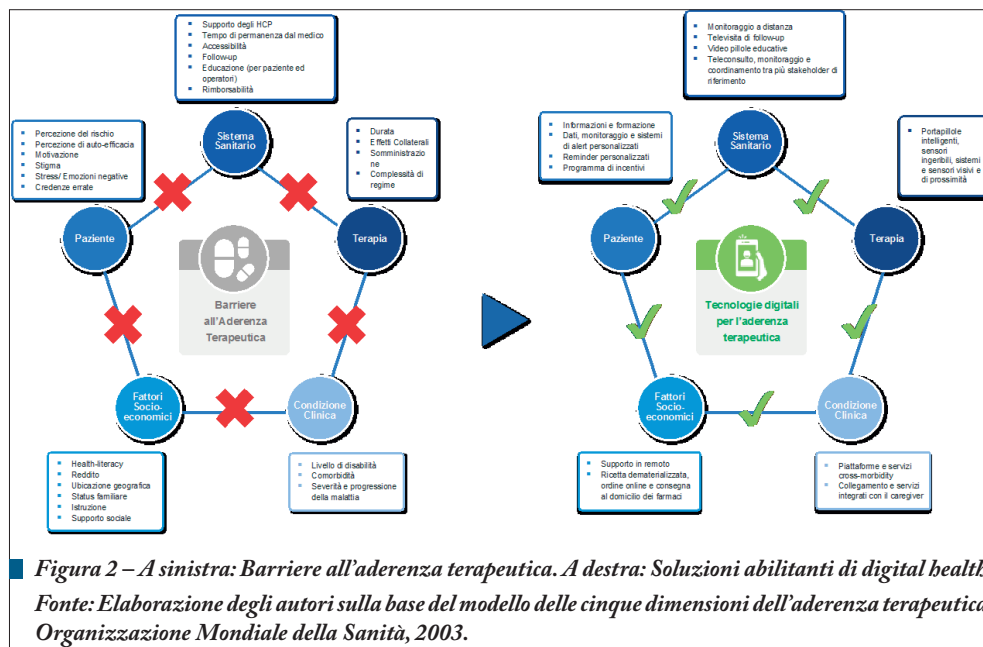 Supporto degli HCP
Tempo di permanenza dal medico
Accessibilità
Follow-up
Educazione (per paziente ed
operatori)
Rimborsabilità
Percezione del rischio
Percezione di auto-efficacia
Motivazione
Stigma
Stress/ Emozioni negative
Credenze errate
Sistema
Sanitario
Durata
Effetti Collaterali
Somministrazio
ne
Complessità di
regime
Paziente
Terapia
Barriere
all'Aderenza
Terapeutica
Fattori
Socio-
economici
Condizione
Clinica
Health-literacy
Reddito
Ubicazione geografica
Status familiare
Istruzione
Supporto sociale
Livello di disabilità
Comorbidità
Severità e progressione
della malattia
Monitoraggio a distanza
Televisita di follow-up
Video pillole educative
Teleconsulto, monitoraggio e
coordinamento tra più stakeholder di
riferimento
Informazioni e formazione
Dati, monitoraggio e sistemi
di alert personalizzati
Reminder personalizzati
Programma di incentivi
Sistema
Sanitario
Portapillole
intelligenti,
sensori
ingeribili, sistemi
e sensori visivi e
di prossimità
Paziente
Terapia
Tecnologie digitali
per l'aderenza
terapeutica
Fattori
Socio-
economici
Condizione
Clinica
Supporto in remoto
Ricetta dematerializzata,
ordine online e consegna
al domicilio dei farmaci
Piattaforme e servizi
cross-morbidity
Collegamento e servizi
integrati con il caregiver
Figura 2 – A sinistra: Barriere all'aderenza terapeutica. A destra: Soluzioni abilitanti di digital health
Fonte: Elaborazione degli autori sulla base del modello delle cinque dimensioni dell'aderenza terapeutica
Organizzazione Mondiale della Sanità, 2003.